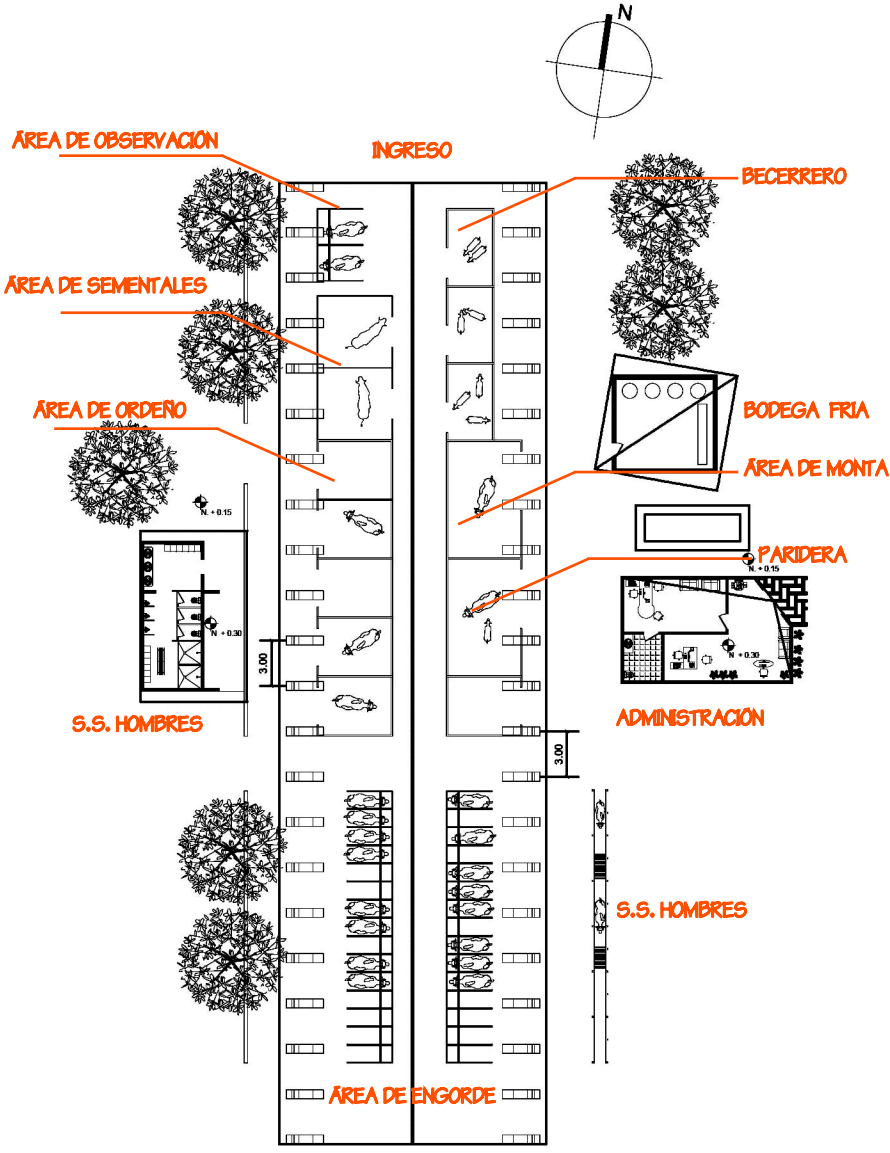 N
ÁREA DE OBSERVACIÓN
INGRESO
BECERRERO
ÁREA DE SEMENTALES
ÁREA DE ORDEÑO
BODEGA FRIA
ÁREA DE MONTA
N. + 0.15
PARIDERA
N. + 0.15
N + 0.30
N + 0.30
3.00
S.S. HOMBRES
ADMINISTRACIÓN
3.00
S.S. HOMBRES
ÁREA DE ENGORDE